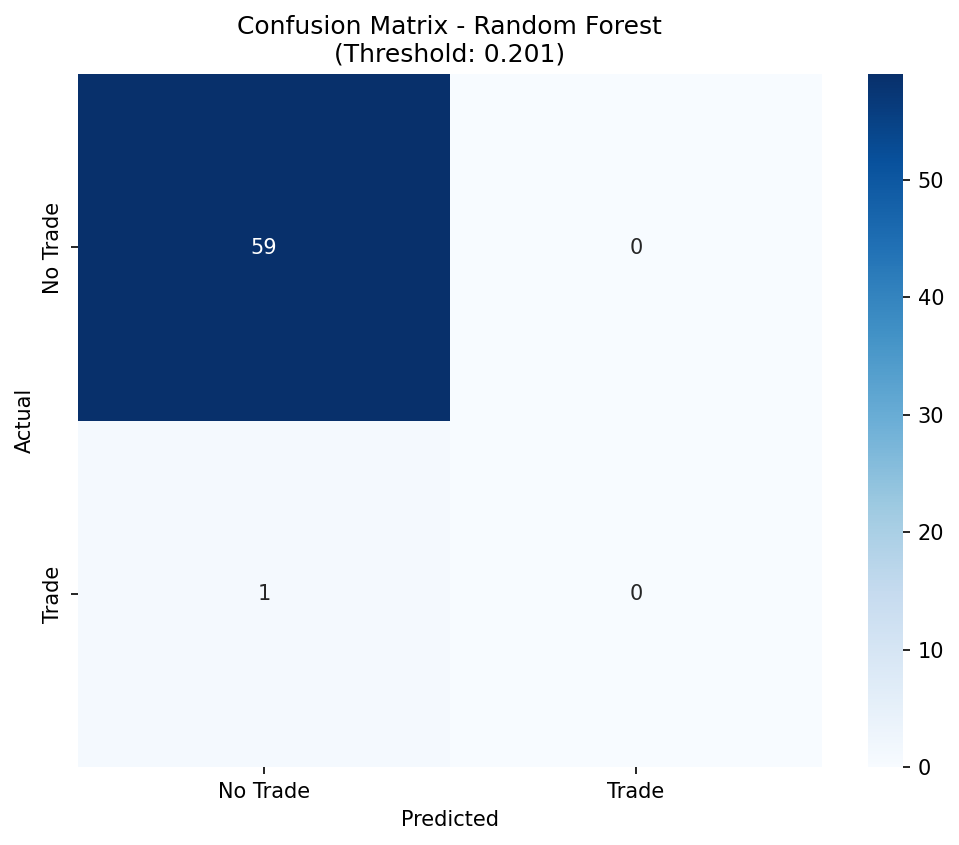 Confusion Matrix - Random Forest
(Threshold: 0.201)
Actual
No Trade
Trade
59
0
1
0
No Trade
Trade
Predicted
50
40
30
20
10
0